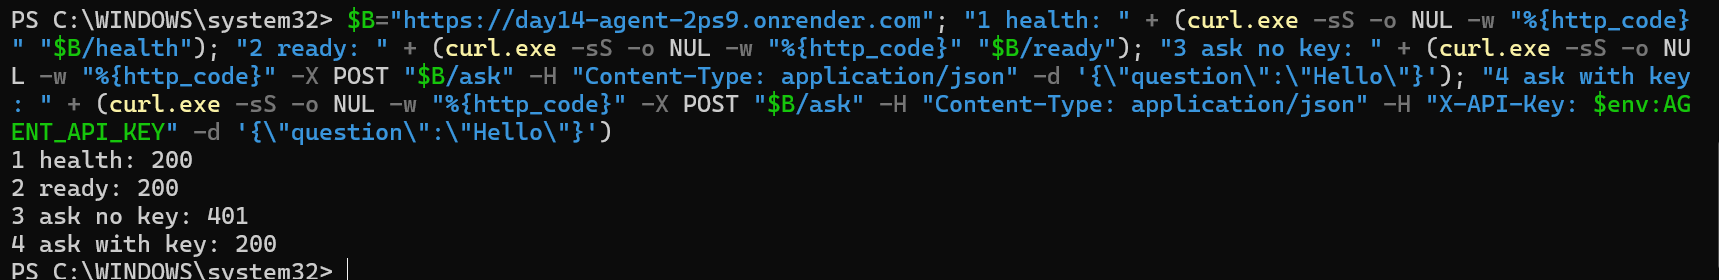 PS C:\WINDOWS\system32> $B="https://day14-agent-2ps9.onrender.com"; "1 health: " + (curl.exe -sS -o NUL -w "%{http_code}
" "$B/health"); "2 ready: " + (curl.exe -sS -o NUL -w "%{http_code}" "$B/ready"); "3 ask no key: " + (curl.exe -sS -o NU
L -w "%{http_code}" -X POST "$B/ask" -H "Content-Type: application/json" -d '{\"question\":\"Hello\"}'); "4 ask with key
: " + (curl.exe -sS -o NUL -w "%{http_code}" -X POST "$B/ask" -H "Content-Type: application/json" -H "X-API-Key: $env:AG
ENT_API_KEY" -d '{\"question\":\"Hello\"}')
1 health: 200
2 ready: 200
3 ask no key: 401
4 ask with key: 200
PS C:\WINDOWS\system32>